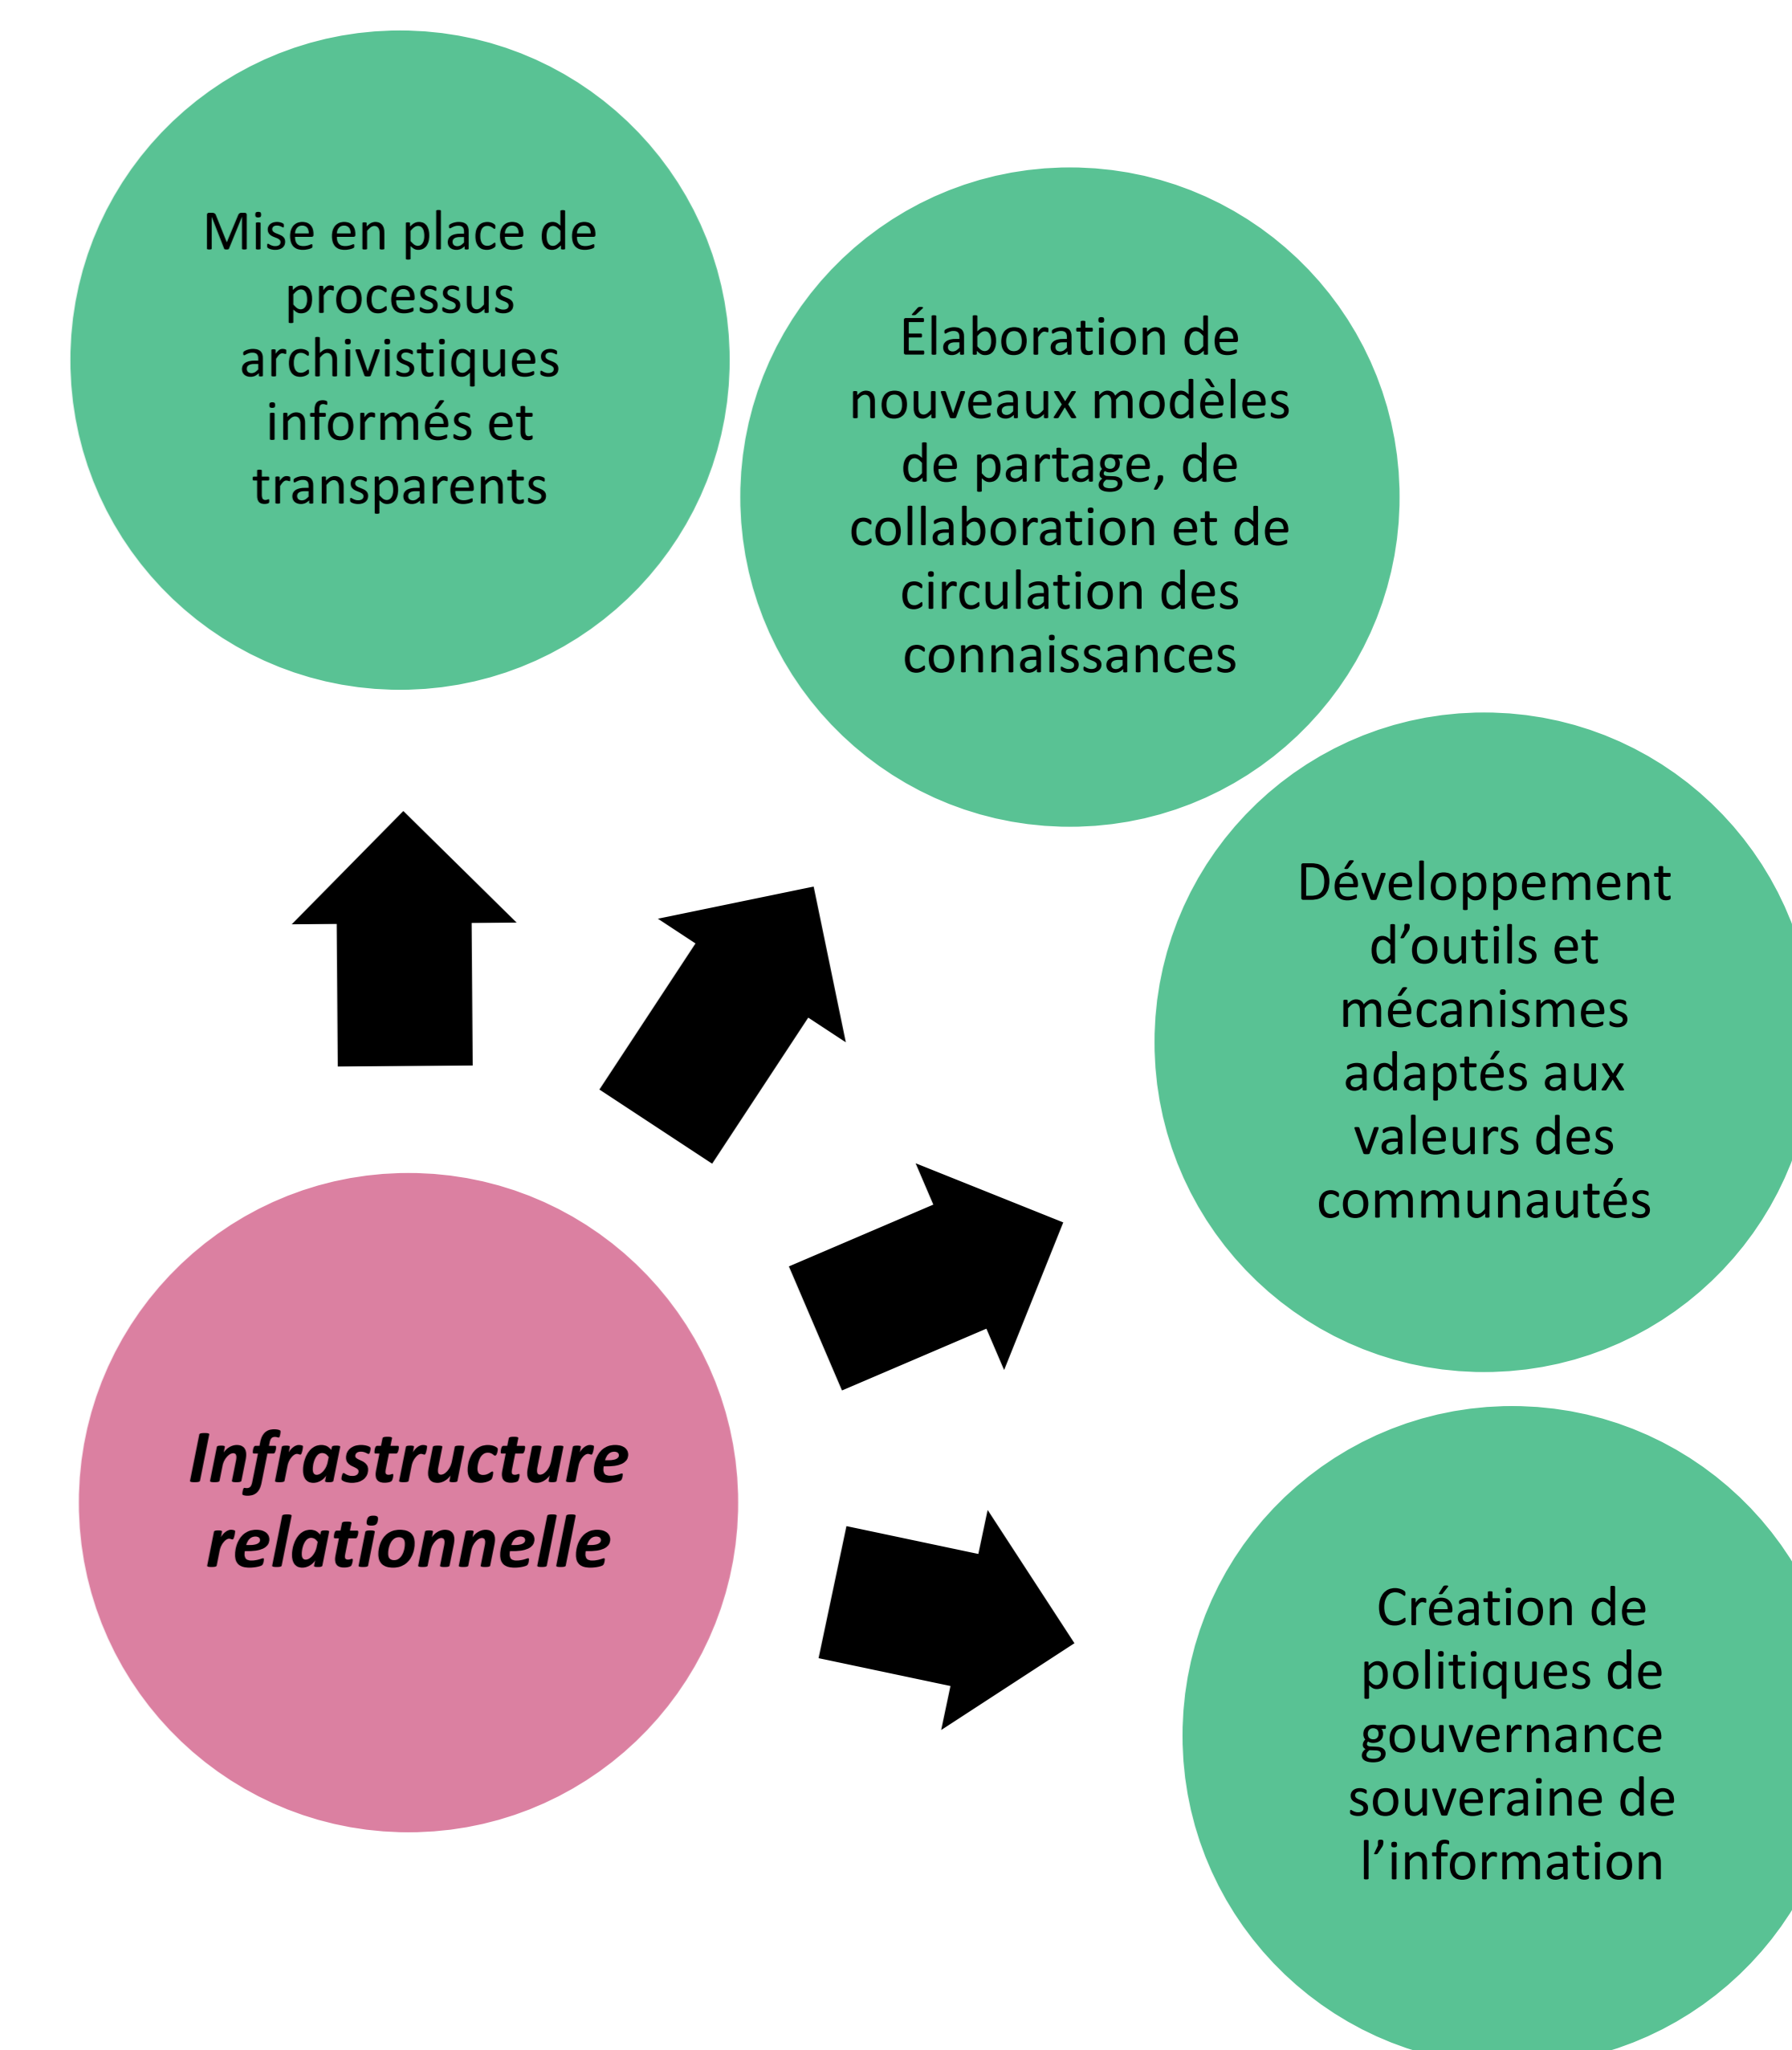 Mise en place de
processus
archivistiques
informés et
transparents
Élaboration de
nouveaux modèles
de partage, de
collaboration et de
circulation des
connaissances
Développement
d’outils et
mécanismes
adaptés aux
valeurs des
communautés
Infrastructure
relationnelle
Création de
politiques de
gouvernance
souveraine de
l’information